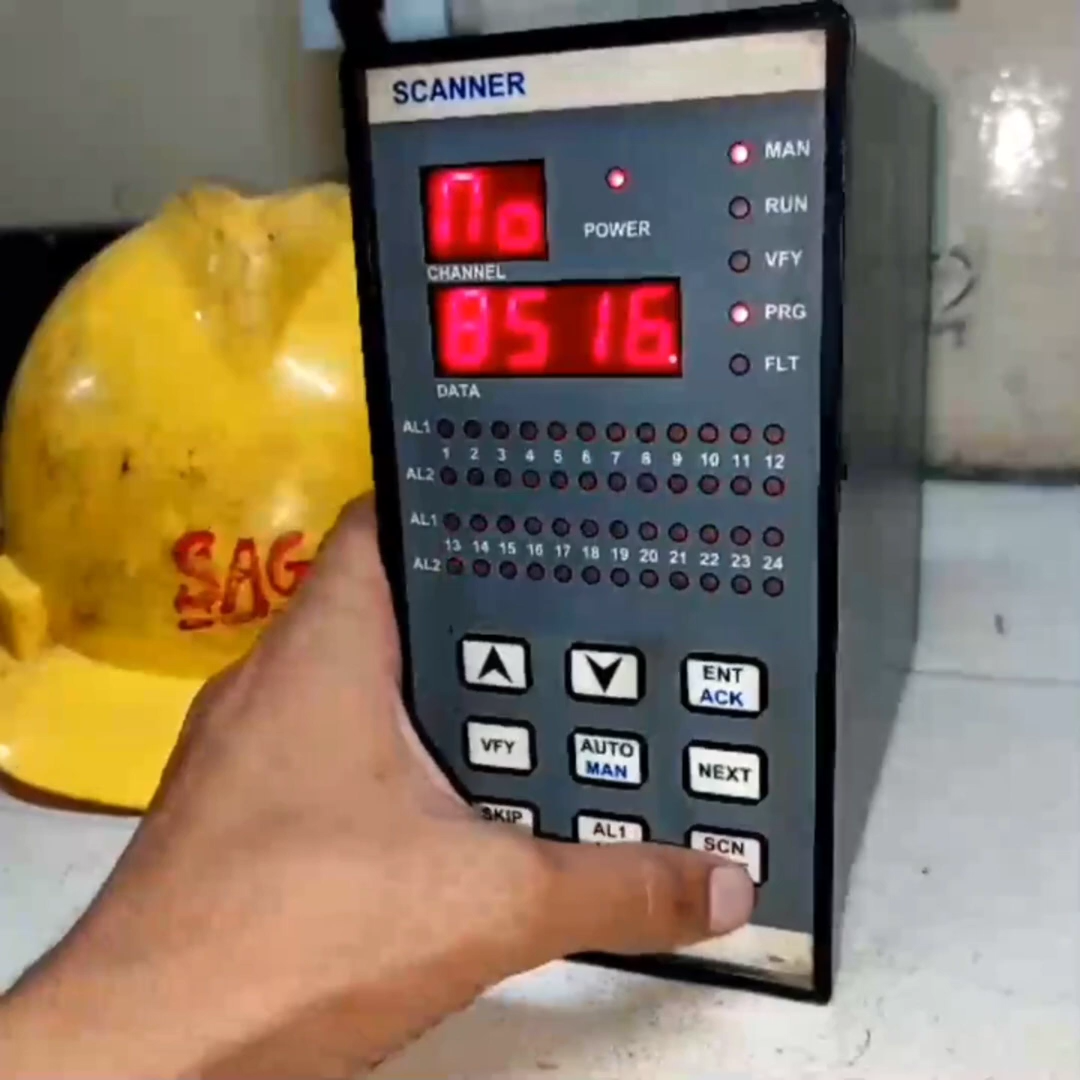 SCANNER
MAN
POWER
RUN
CHANNEL
VFY
8516.
PRG
DATA
FLT
AL1
1 2 3 4 5 6 7 8 9 10 11 12
AL2
AL1
13 14 15 16 17 18 19 20 21 22 23 24
AL2
ENT
ACK
VFY
AUTO
MAN
NEXT
SKIP
AL1
SCN
SAG